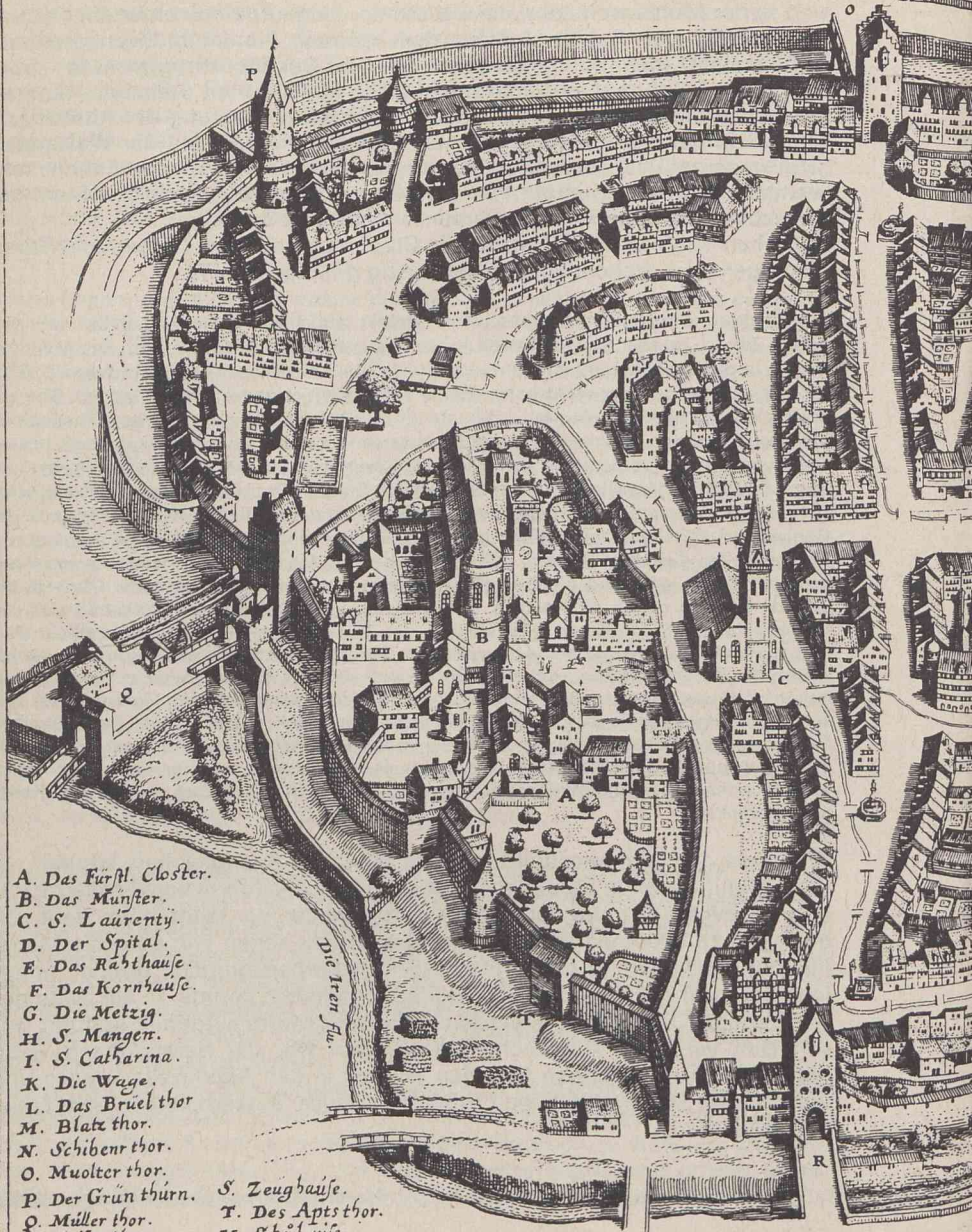 O
P
Q
B
C
A
A. Das Fürstl. Closter.
B. Das Münster.
C. S. Laurentÿ.
D. Der Spital.
E. Das Rahthause.
F. Das Kornhause.
G. Die Metzig.
H. S. Mangen.
I. S. Catharina.
K. Die Wage.
L. Das Brüel thor
M. Blatz thor.
N. Schibenr thor.
O. Muolter thor.
P. Der Grün thurn.
Q. Müller thor.
S. Zeughause.
T. Des Apts thor.
Die Iren flu.
T
R